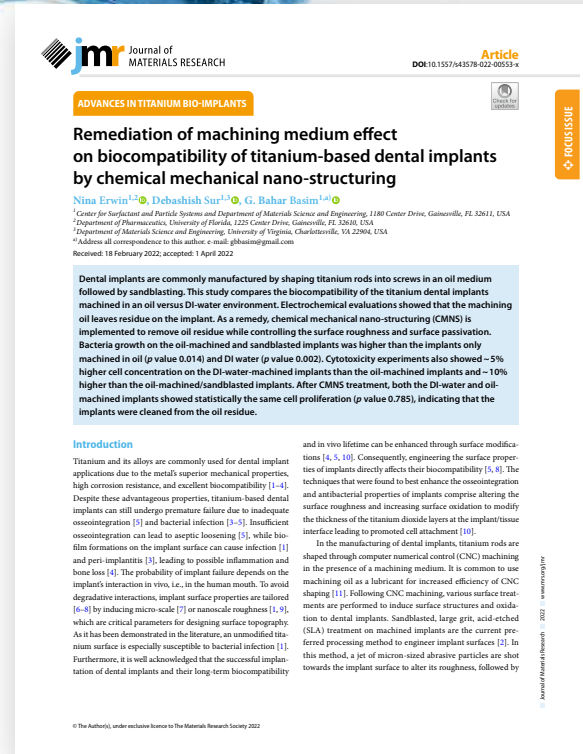 jmr Journal of
MATERIALS RESEARCH
Article
DOI:10.1557/s43578-022-00553-x
ADVANCES IN TITANIUM BIO-IMPLANTS
Check for
updates
FOCUS ISSUE
Remediation of machining medium effect
on biocompatibility of titanium-based dental implants
by chemical mechanical nano-structuring
Nina Erwin1,2, Debashish Sur1,3, G. Bahar Basim1,a)
1 Center for Surfactant and Particle Systems and Department of Materials Science and Engineering, 1180 Center Drive, Gainesville, FL 32611, USA
2 Department of Pharmaceutics, University of Florida, 1225 Center Drive, Gainesville, FL 32610, USA
3 Department of Materials Science and Engineering, University of Virginia, Charlottesville, VA 22904, USA
a) Address all correspondence to this author. e-mail: gbbasim@gmail.com
Received: 18 February 2022; accepted: 1 April 2022
Dental implants are commonly manufactured by shaping titanium rods into screws in an oil medium
followed by sandblasting. This study compares the biocompatibility of the titanium dental implants
machined in an oil versus DI-water environment. Electrochemical evaluations showed that the machining
oil leaves residue on the implant. As a remedy, chemical mechanical nano-structuring (CMNS) is
implemented to remove oil residue while controlling the surface roughness and surface passivation.
Bacteria growth on the oil-machined and sandblasted implants was higher than the implants only
machined in oil (p value 0.014) and DI water (p value 0.002). Cytotoxicity experiments also showed ~ 5%
higher cell concentration on the DI-water-machined implants than the oil-machined implants and ~ 10%
higher than the oil-machined/sandblasted implants. After CMNS treatment, both the DI-water and oil-
machined implants showed statistically the same cell proliferation (p value 0.785), indicating that the
implants were cleaned from the oil residue.
Introduction
Titanium and its alloys are commonly used for dental implant
applications due to the metal's superior mechanical properties,
high corrosion resistance, and excellent biocompatibility [1–4].
Despite these advantageous properties, titanium-based dental
implants can still undergo premature failure due to inadequate
osseointegration [5] and bacterial infection [3–5]. Insufficient
osseointegration can lead to aseptic loosening [5], while bio-
film formations on the implant surface can cause infection [1]
and peri-implantitis [3], leading to possible inflammation and
bone loss [4]. The probability of implant failure depends on the
implant's interaction in vivo, i.e., in the human mouth. To avoid
degradative interactions, implant surface properties are tailored
[6–8] by inducing micro-scale [7] or nanoscale roughness [1, 9],
which are critical parameters for designing surface topography.
As it has been demonstrated in the literature, an unmodified tita-
nium surface is especially susceptible to bacterial infection [1].
Furthermore, it is well acknowledged that the successful implan-
tation of dental implants and their long-term biocompatibility
and in vivo lifetime can be enhanced through surface modifica-
tions [4, 5, 10]. Consequently, engineering the surface proper-
ties of implants directly affects their biocompatibility [5, 8]. The
techniques that were found to best enhance the osseointegration
and antibacterial properties of implants comprise altering the
surface roughness and increasing surface oxidation to modify
the thickness of the titanium dioxide layers at the implant/tissue
interface leading to promoted cell attachment [10].
In the manufacturing of dental implants, titanium rods are
shaped through computer numerical control (CNC) machining
in the presence of a machining medium. It is common to use
machining oil as a lubricant for increased efficiency of CNC
shaping [11]. Following CNC machining, various surface treat-
ments are performed to induce surface structures and oxida-
tion to dental implants. Sandblasted, large grit, acid-etched
(SLA) treatment on machined implants are the current pre-
ferred processing method to engineer implant surfaces [2]. In
this method, a jet of micron-sized abrasive particles are shot
towards the implant surface to alter its roughness, followed by
Journal of Materials Research 2022 www.mrs.org/jmr
© The Author(s), under exclusive licence to The Materials Research Society 2022